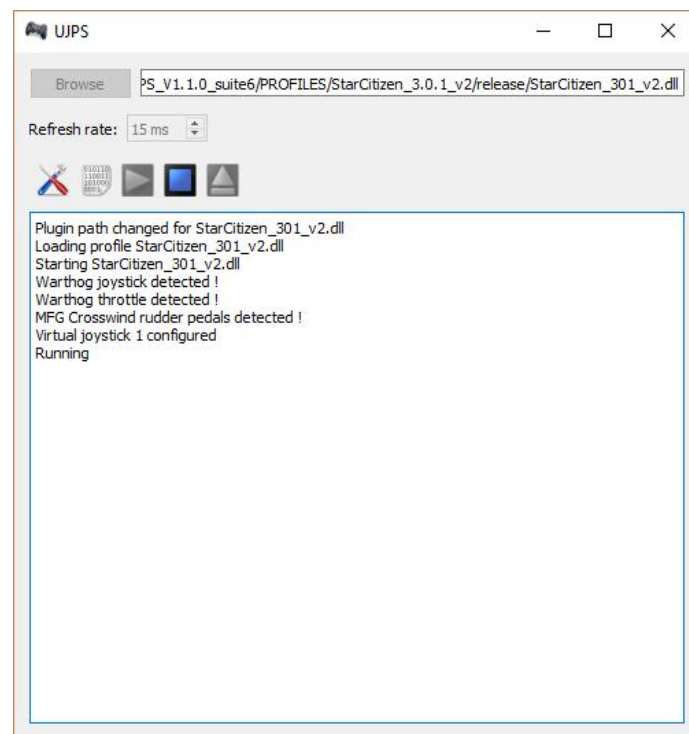 UJPS
Browse
PS_V1.1.0_suite6/PROFILES/StarCitizen_3.0.1_v2/release/StarCitizen_301_v2.dll
Refresh rate: 15 ms
Plugin path changed for StarCitizen_301_v2.dll
Loading profile StarCitizen_301_v2.dll
Starting StarCitizen_301_v2.dll
Warthog joystick detected !
Warthog throttle detected !
MFG Crosswind rudder pedals detected !
Virtual joystick 1 configured
Running